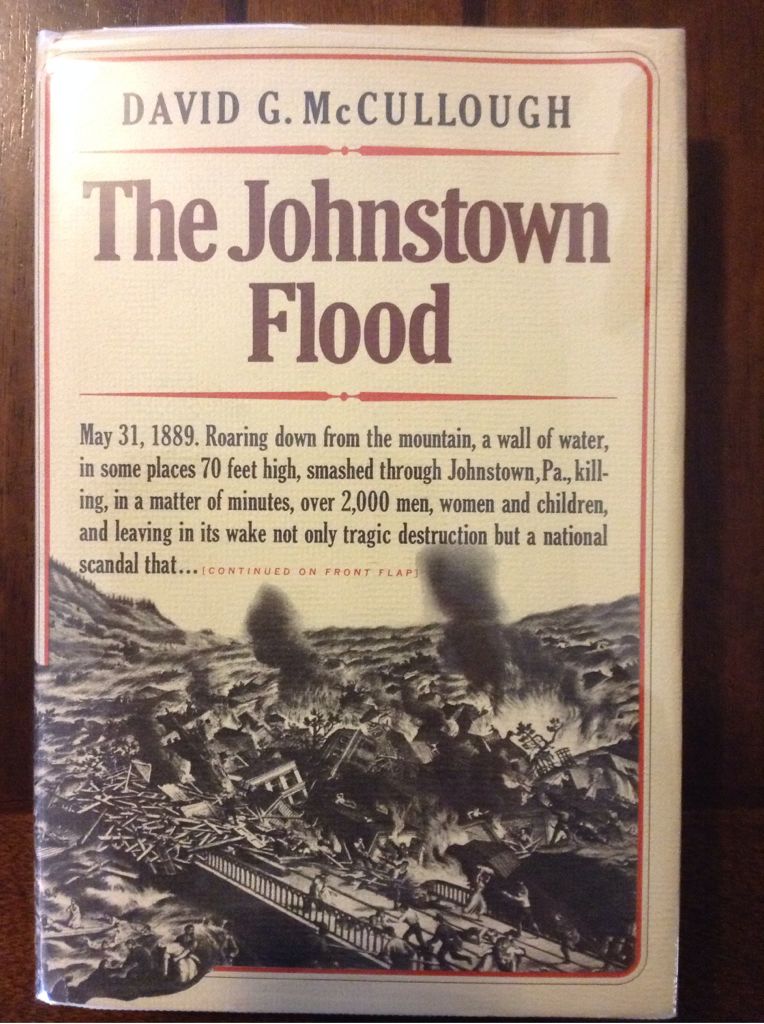 DAVID G. McCULLOUGH
The Johnstown
Flood
May 31, 1889. Roaring down from the mountain, a wall of water,
in some places 70 feet high, smashed through Johnstown, Pa., kill-
ing, in a matter of minutes, over 2,000 men, women and children,
and leaving in its wake not only tragic destruction but a national
scandal that... [CONTINUED ON FRONT FLAP]